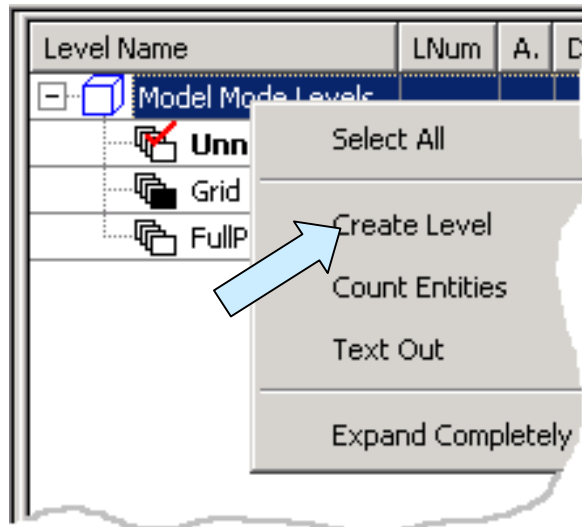 Level Name LNum A. D
Model Mode Levels
Unn
Grid
FullP
Select All
Create Level
Count Entities
Text Out
Expand Completely